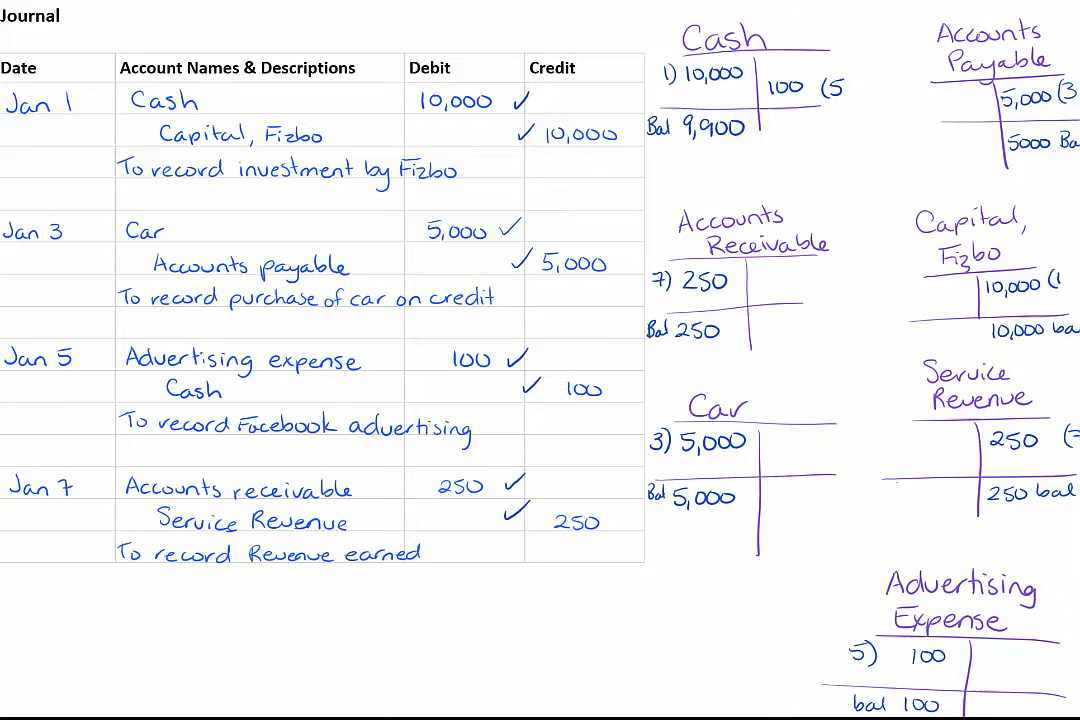 Journal
Date Account Names & Descriptions Debit Credit
Jan 1 Cash 10,000 ✓
Capital, Fizbo ✓ 10,000
To record investment by Fizbo
Jan 3 Car 5,000 ✓
Accounts payable ✓ 5,000
To record purchase of car on credit
Jan 5 Advertising expense 100 ✓
Cash ✓ 100
To record Facebook advertising
Jan 7 Accounts receivable 250 ✓
Service Revenue ✓ 250
To record Revenue earned
Cash
1) 10,000 100 (5
Bal 9,900
Accounts
Payable
5,000 (3
5000 Ba
Accounts
Receivable
7) 250
Bal 250
Capital,
Fizbo
10,000 (1
10,000 ba
Car
3) 5,000
Bal 5,000
Service
Revenue
250 (7
250 bal
Advertising
Expense
5) 100
bal 100